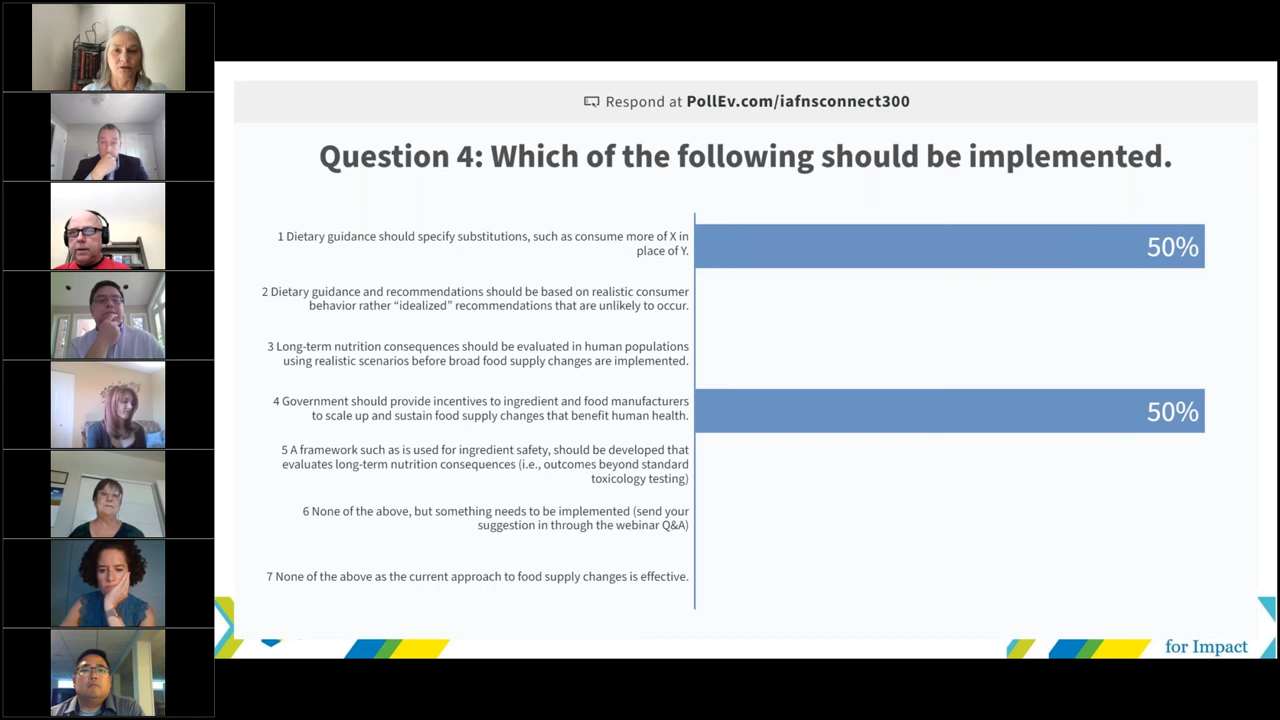 Respond at PollEv.com/iafnsconnect300
Question 4: Which of the following should be implemented.
1 Dietary guidance should specify substitutions, such as consume more of X in
place of Y.
50%
2 Dietary guidance and recommendations should be based on realistic consumer
behavior rather “idealized” recommendations that are unlikely to occur.
3 Long-term nutrition consequences should be evaluated in human populations
using realistic scenarios before broad food supply changes are implemented.
4 Government should provide incentives to ingredient and food manufacturers
to scale up and sustain food supply changes that benefit human health.
50%
5 A framework such as is used for ingredient safety, should be developed that
evaluates long-term nutrition consequences (i.e., outcomes beyond standard
toxicology testing)
6 None of the above, but something needs to be implemented (send your
suggestion in through the webinar Q&A)
7 None of the above as the current approach to food supply changes is effective.
for Impact